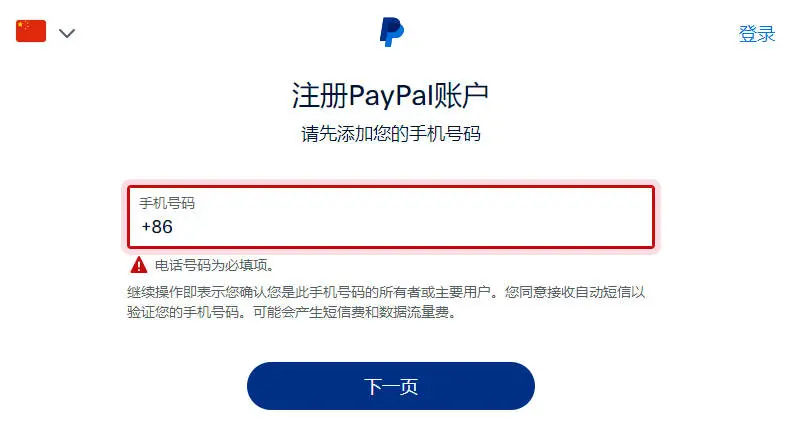 登录
注册PayPal账户
请先添加您的手机号码
手机号码
+86
电话号码为必填项。
继续操作即表示您确认您是此手机号码的所有者或主要用户。您同意接收自动短信以
验证您的手机号码。可能会产生短信费和数据流量费。
下一页